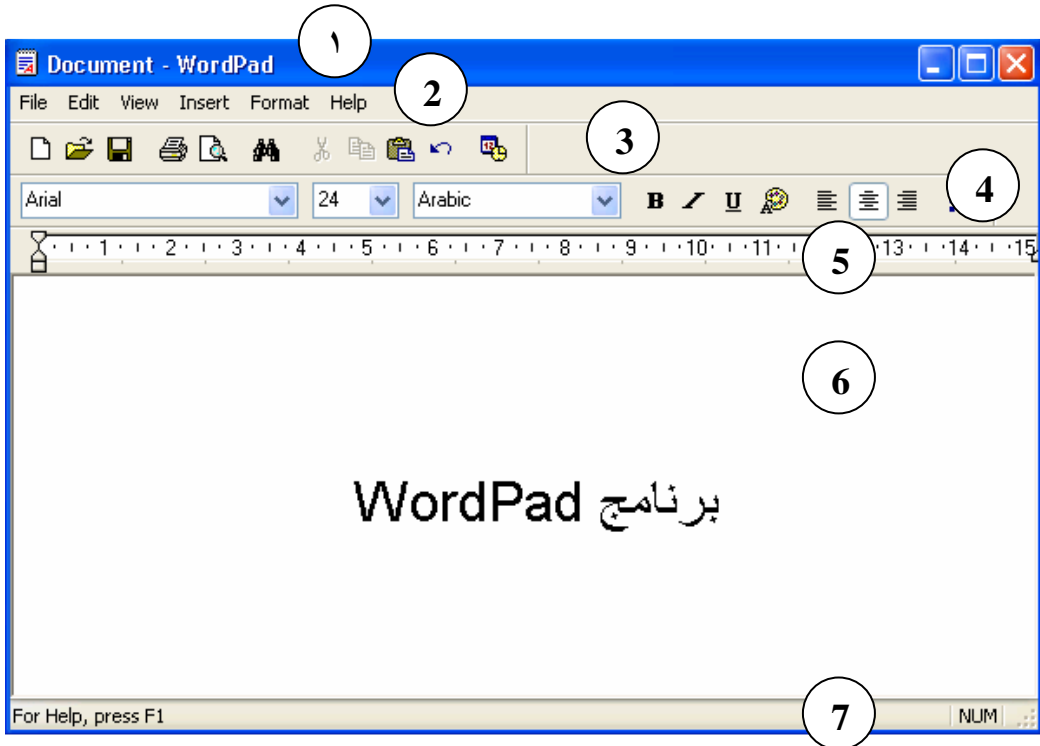 ١
Document - WordPad
2
File Edit View Insert Format Help
3
Arial 24 Arabic B I U
4
1 2 3 4 5 6 7 8 9 10 11 13 14 15
5
6
برنامج WordPad
For Help, press F1 NUM
7